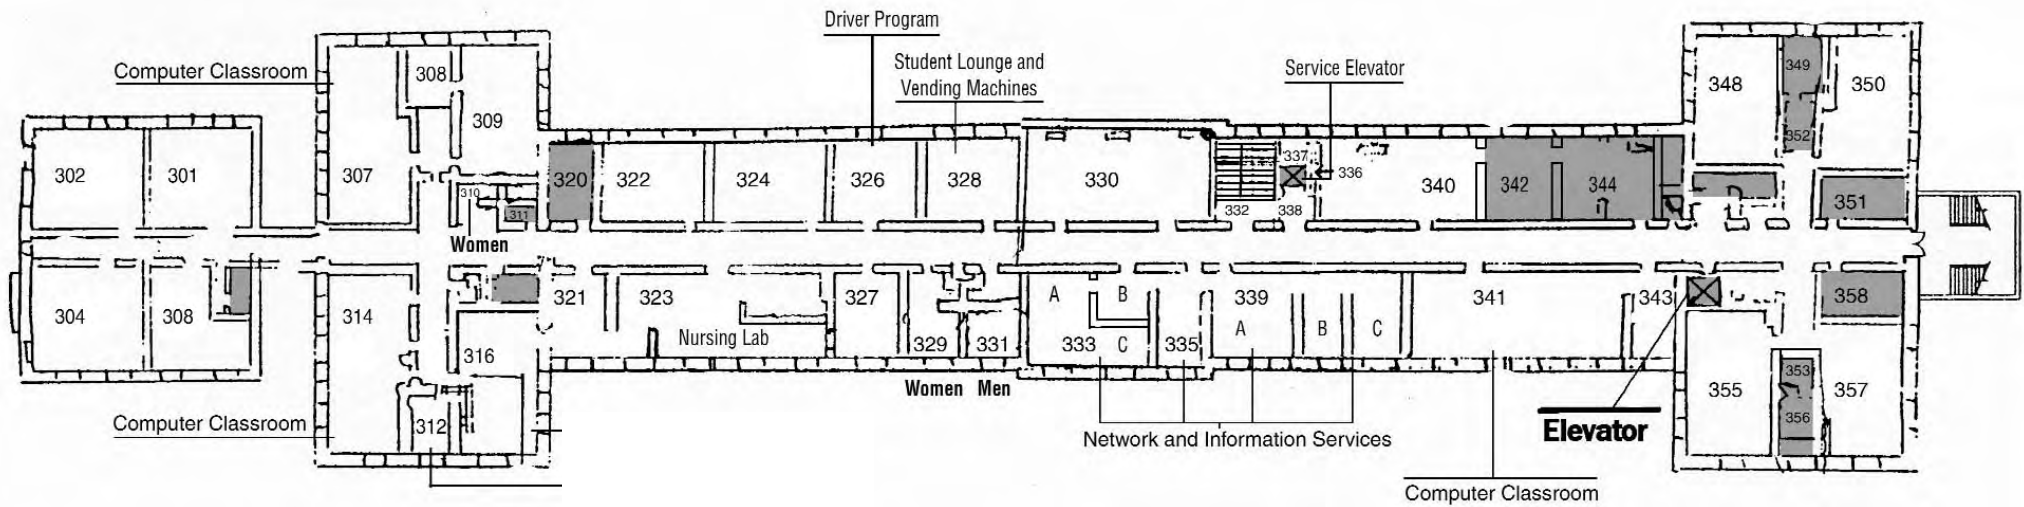 Driver Program
Student Lounge and
Vending Machines
Service Elevator
Computer Classroom
308
309
302
301
307
310
311
Women
320
322
324
326
328
330
332
337
338
336
340
342
344
348
349
352
350
351
304
308
314
316
312
321
323
Nursing Lab
327
329
331
Women
Men
A
B
333
C
335
339
A
B
C
341
343
358
355
353
356
357
Computer Classroom
Network and Information Services
Elevator
Computer Classroom